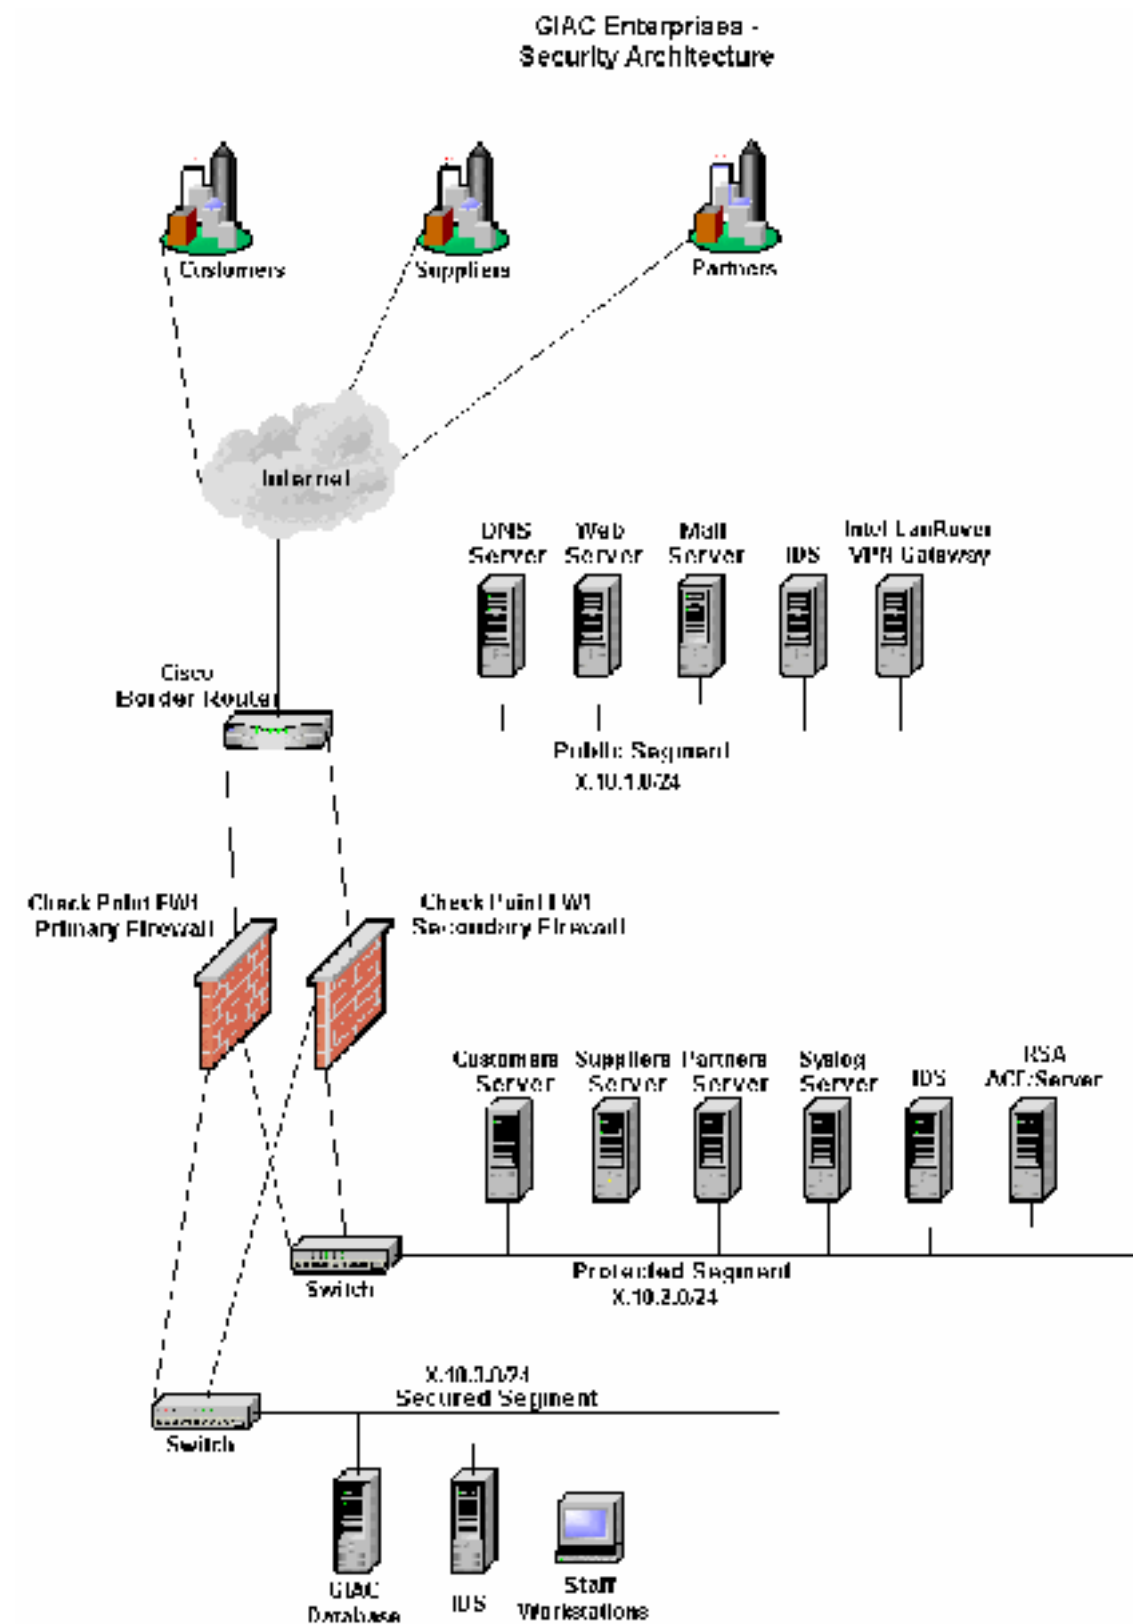 GIAC Enterprises -
Security Architecture
Customers
Suppliers
Partners
Internet
DNS
Server
Web
Server
Mail
Server
IDS
Intel LanRover
VPN Gateway
Cisco
Border Router
Public Segment
X.10.1.0/24
Check Point FW1
Primary Firewall
Check Point FW1
Secondary Firewall
Customers
Server
Suppliers
Server
Partners
Server
Syslog
Server
IDS
RSA
ACE/Server
Switch
Protected Segment
X.10.2.0/24
X.10.3.0/24
Secured Segment
Switch
GIAC
Database
IDS
Staff
Workstations